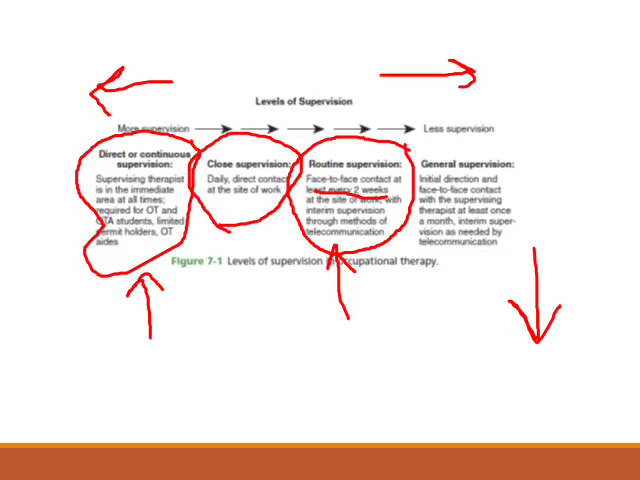 Levels of Supervision
More supervision
Less supervision
Direct or continuous
supervision:
Supervising therapist
is in the immediate
area at all times;
required for OT and
OTA students, limited
permit holders, OT
aides
Close supervision:
Daily, direct contact
at the site of work
Routine supervision:
Face-to-face contact at
least every 2 weeks
at the site of work, with
interim supervision
through methods of
telecommunication
General supervision:
Initial direction and
face-to-face contact
with the supervising
therapist at least once
a month, interim super-
vision as needed by
telecommunication
Figure 7-1 Levels of supervision in occupational therapy.